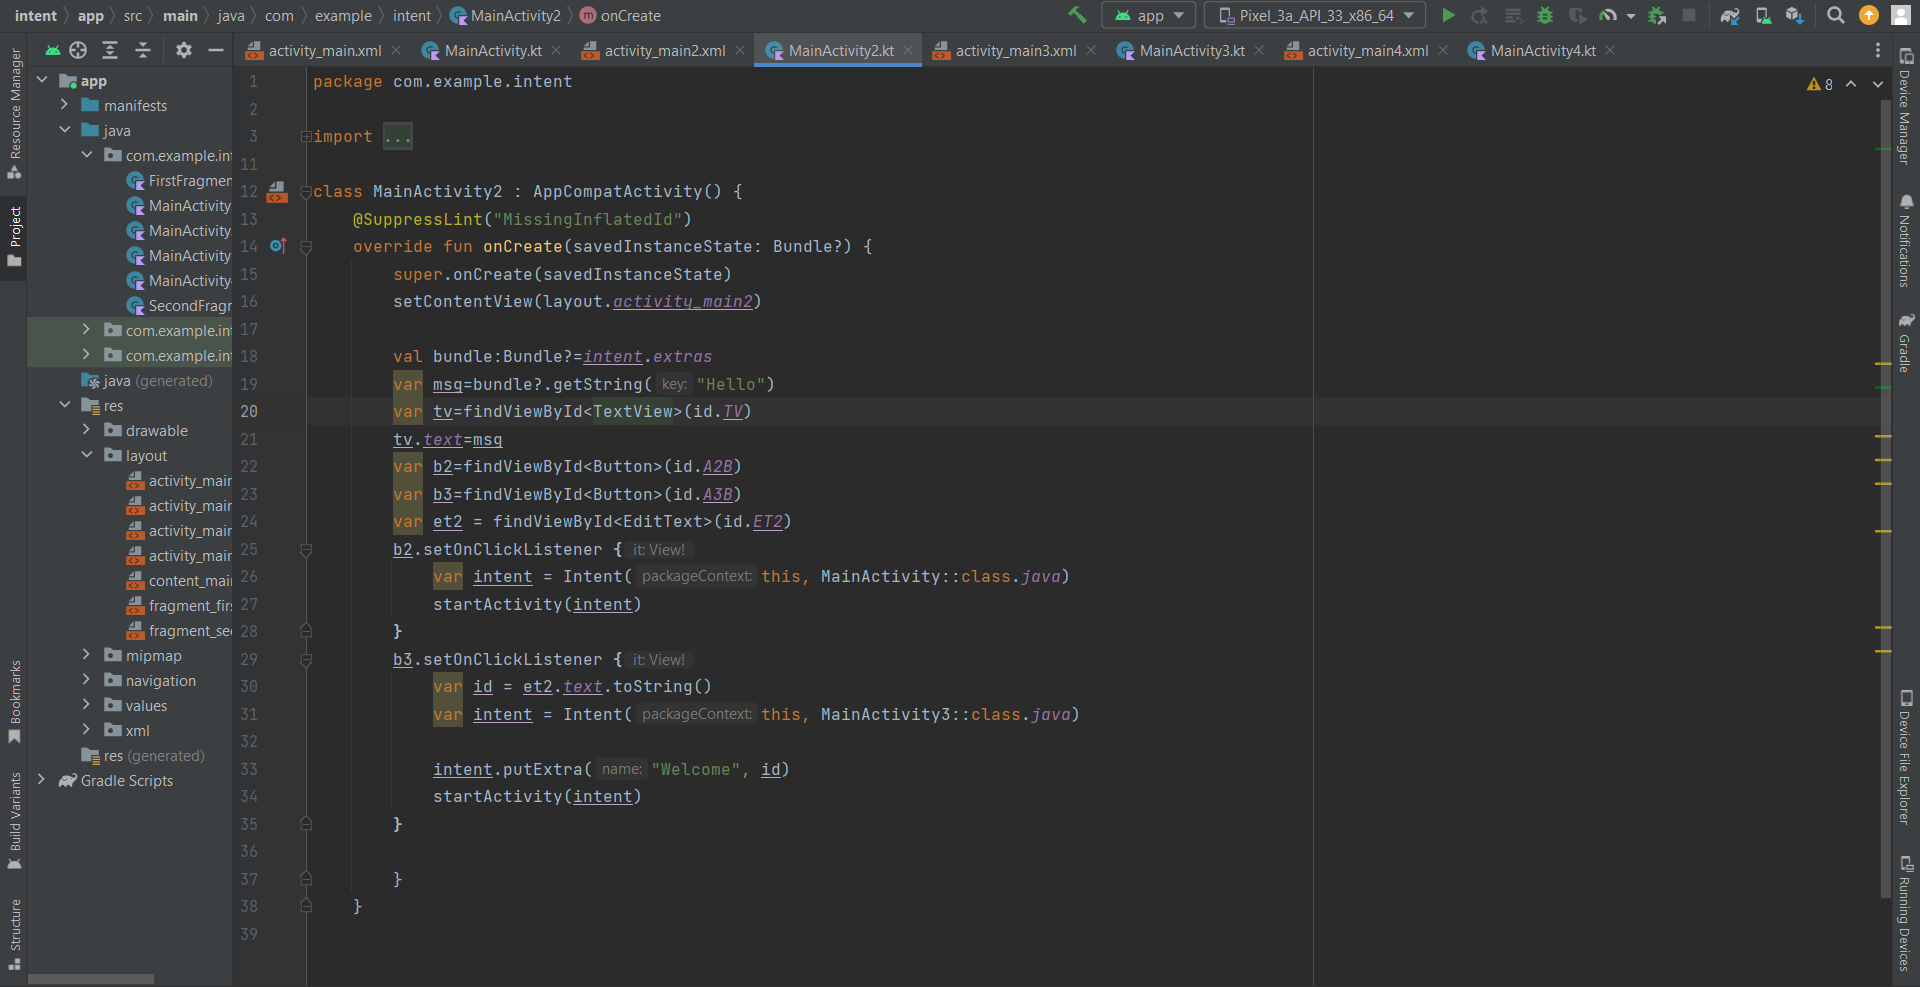 intent app src main java com example intent MainActivity2 onCreate
app Pixel_3a_API_33_x86_64
activity_main.xml MainActivity.kt activity_main2.xml MainActivity2.kt activity_main3.xml MainActivity3.kt activity_main4.xml MainActivity4.kt
Resource Manager
Project
Bookmarks
Build Variants
Structure
app
manifests
java
com.example.int
FirstFragmen
MainActivity
MainActivity
MainActivity
MainActivity
SecondFragr
com.example.int
com.example.int
java (generated)
res
drawable
layout
activity_mair
activity_mair
activity_mair
activity_mair
content_mai
fragment_firs
fragment_sec
mipmap
navigation
values
xml
res (generated)
Gradle Scripts
8
1 package com.example.intent
2
3 import ...
11
12 class MainActivity2 : AppCompatActivity() {
13 @SuppressLint("MissingInflatedId")
14 override fun onCreate(savedInstanceState: Bundle?) {
15 super.onCreate(savedInstanceState)
16 setContentView(layout.activity_main2)
17
18 val bundle:Bundle?=intent.extras
19 var msg=bundle?.getString( key: "Hello")
20 var tv=findViewById<TextView>(id.TV)
21 tv.text=msg
22 var b2=findViewById<Button>(id.A2B)
23 var b3=findViewById<Button>(id.A3B)
24 var et2 = findViewById<EditText>(id.ET2)
25 b2.setOnClickListener { it: View!
26 var intent = Intent( packageContext: this, MainActivity::class.java)
27 startActivity(intent)
28 }
29 b3.setOnClickListener { it: View!
30 var id = et2.text.toString()
31 var intent = Intent( packageContext: this, MainActivity3::class.java)
32
33 intent.putExtra( name: "Welcome", id)
34 startActivity(intent)
35 }
36
37 }
38 }
39
Device Manager
Notifications
Gradle
Device File Explorer
Running Devices